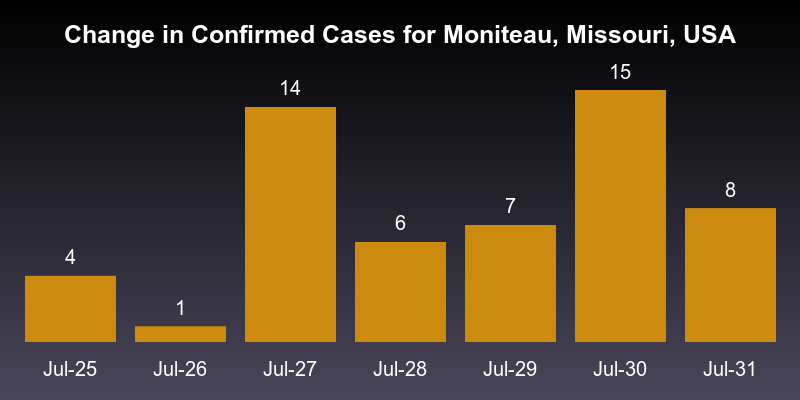 Change in Confirmed Cases for Moniteau, Missouri, USA
4
1
14
6
7
15
8
Jul-25
Jul-26
Jul-27
Jul-28
Jul-29
Jul-30
Jul-31